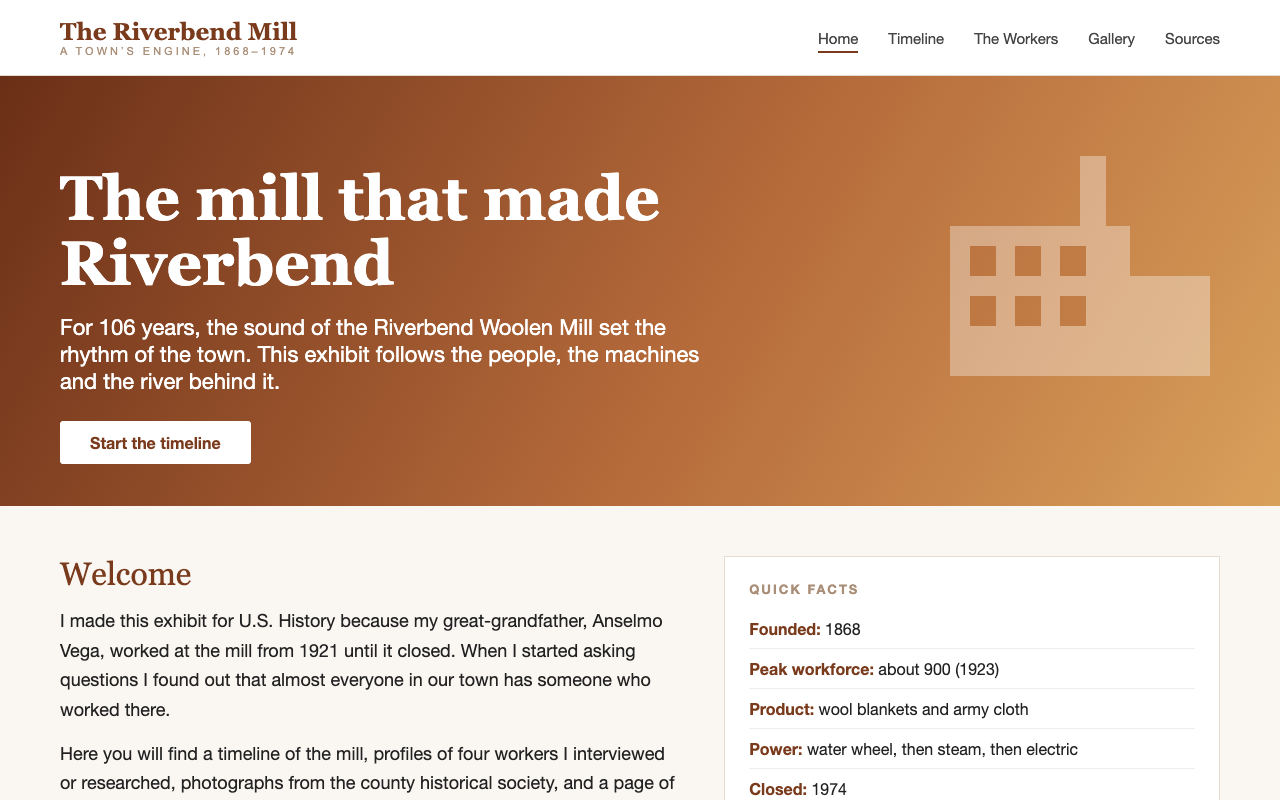 The Riverbend Mill
A TOWN'S ENGINE, 1868–1974
Home
Timeline
The Workers
Gallery
Sources
The mill that made
Riverbend
For 106 years, the sound of the Riverbend Woolen Mill set the
rhythm of the town. This exhibit follows the people, the machines
and the river behind it.
Start the timeline
Welcome
I made this exhibit for U.S. History because my great-grandfather, Anselmo
Vega, worked at the mill from 1921 until it closed. When I started asking
questions I found out that almost everyone in our town has someone who
worked there.
Here you will find a timeline of the mill, profiles of four workers I interviewed
or researched, photographs from the county historical society, and a page of
QUICK FACTS
Founded: 1868
Peak workforce: about 900 (1923)
Product: wool blankets and army cloth
Power: water wheel, then steam, then electric
Closed: 1974